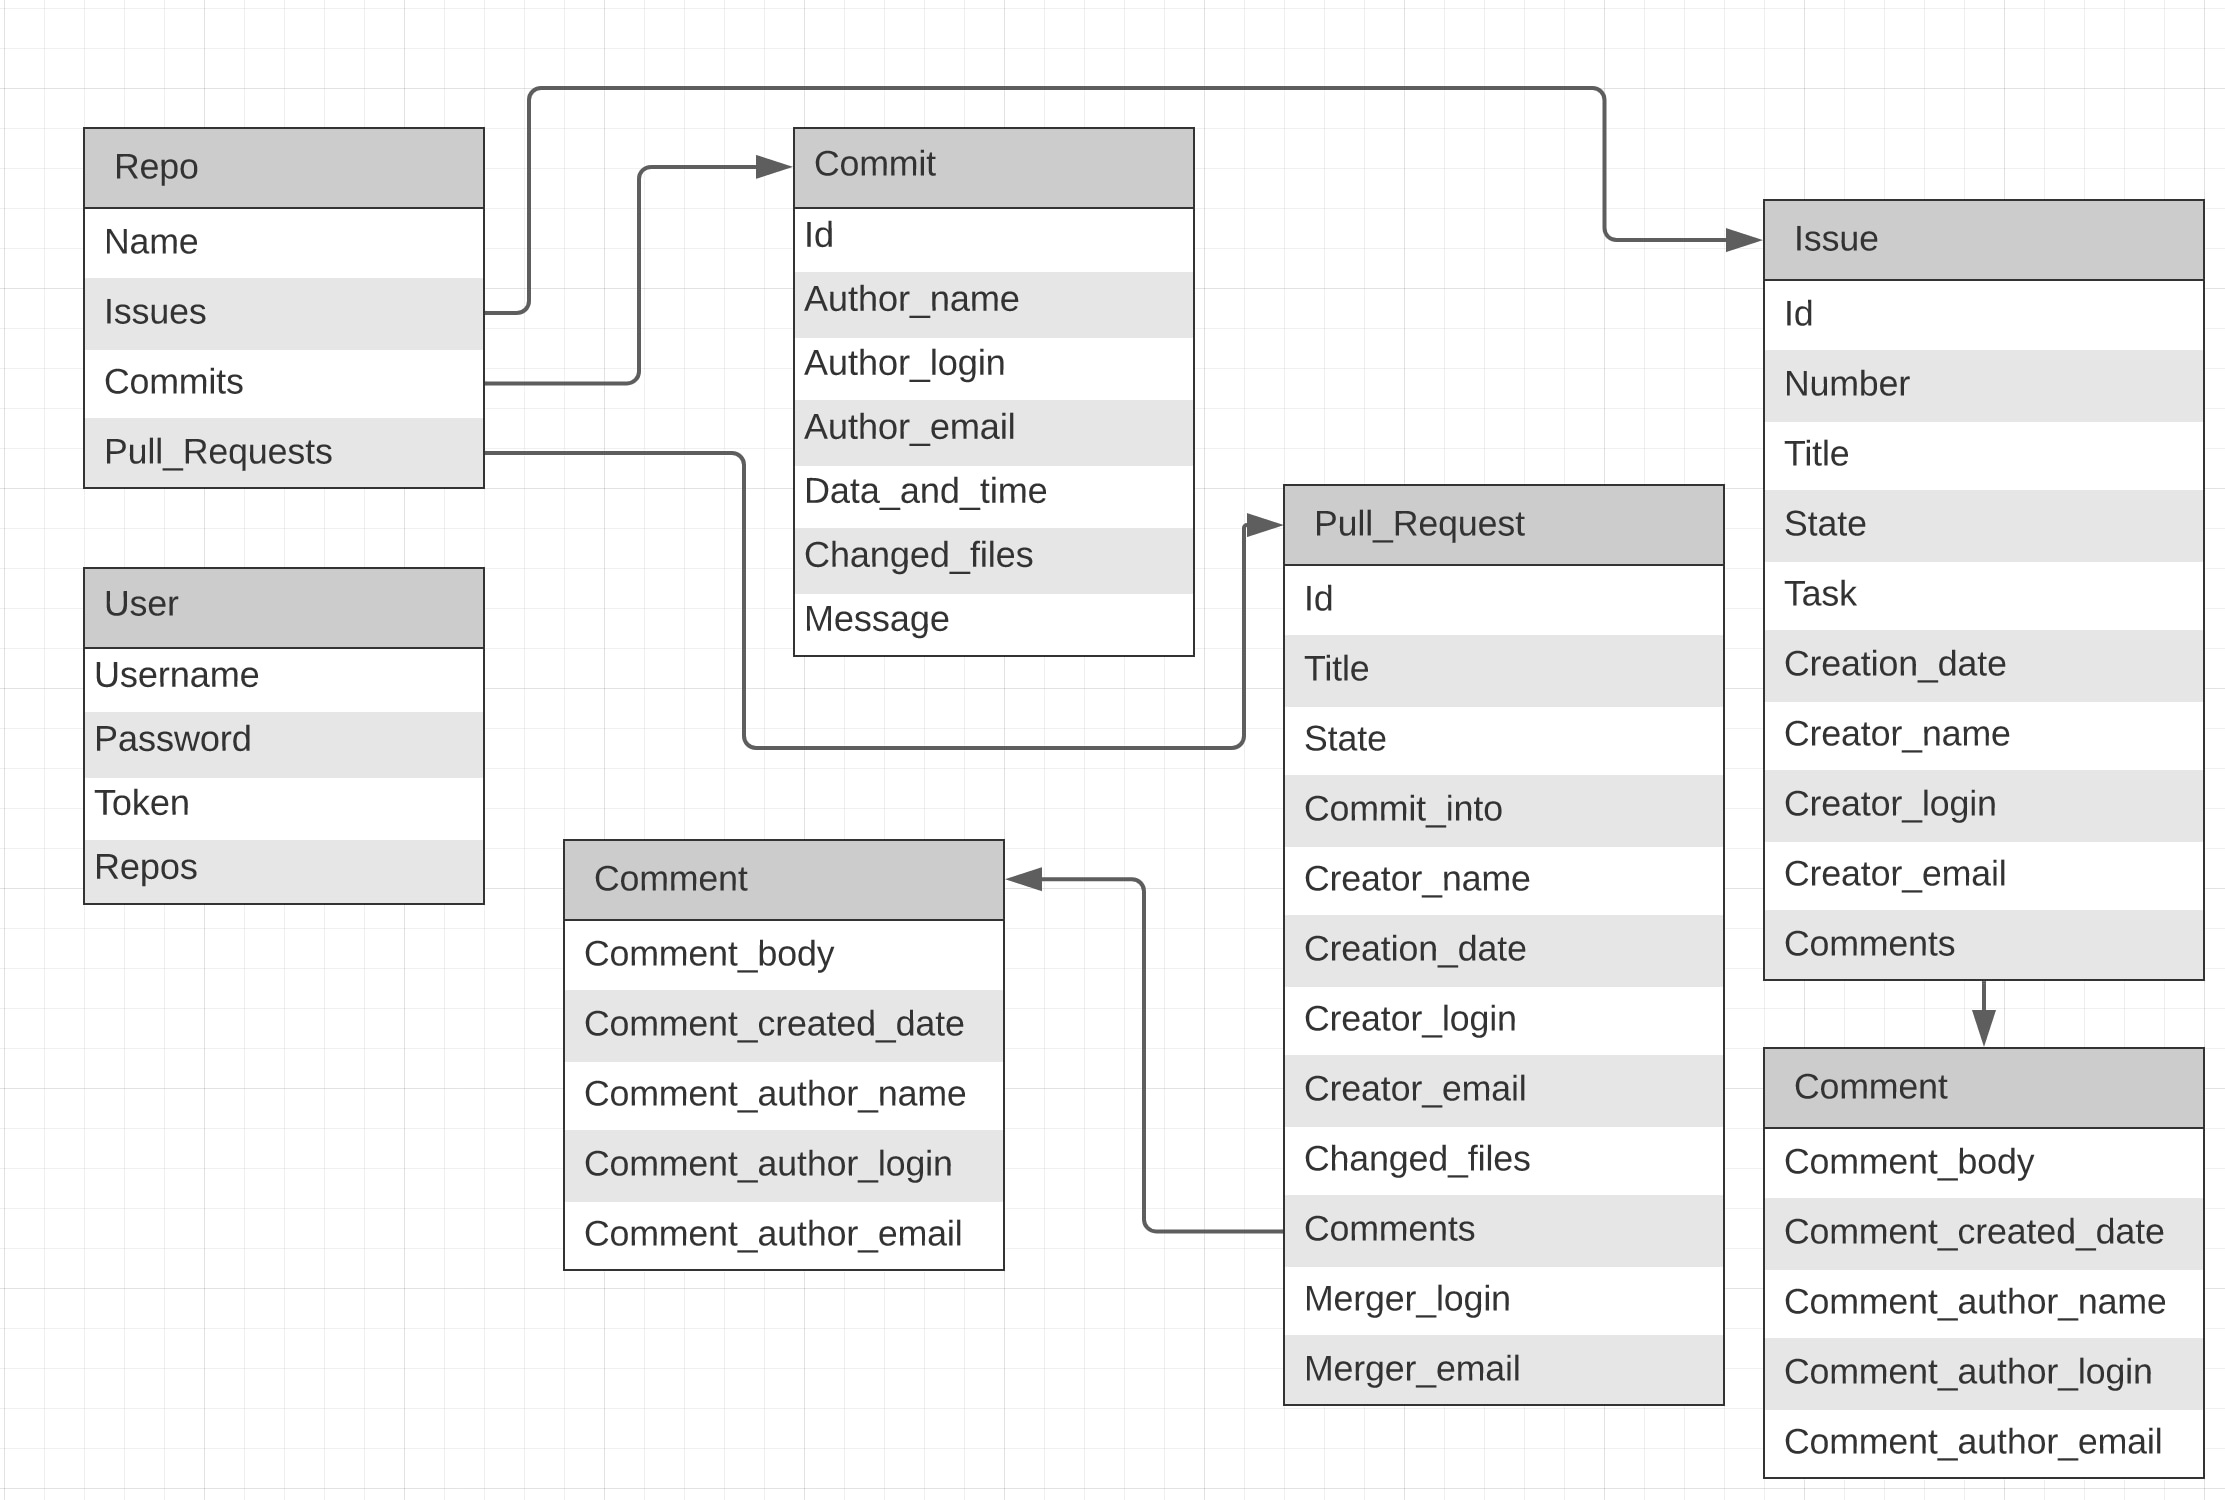 Repo
Name
Issues
Commits
Pull_Requests
User
Username
Password
Token
Repos
Commit
Id
Author_name
Author_login
Author_email
Data_and_time
Changed_files
Message
Comment
Comment_body
Comment_created_date
Comment_author_name
Comment_author_login
Comment_author_email
Pull_Request
Id
Title
State
Commit_into
Creator_name
Creation_date
Creator_login
Creator_email
Changed_files
Comments
Merger_login
Merger_email
Issue
Id
Number
Title
State
Task
Creation_date
Creator_name
Creator_login
Creator_email
Comments
Comment
Comment_body
Comment_created_date
Comment_author_name
Comment_author_login
Comment_author_email